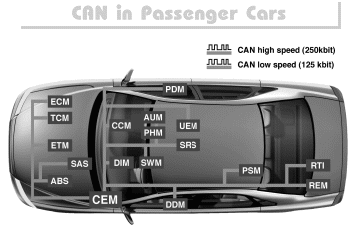 CAN in Passenger Cars
CAN high speed (250kbit)
CAN low speed (125 kbit)
PDM
ECM
TCM
AUM
CCM
UEM
PHM
ETM
SRS
SAS
DIM
SWM
ABS
PSM
RTI
REM
CEM
DDM